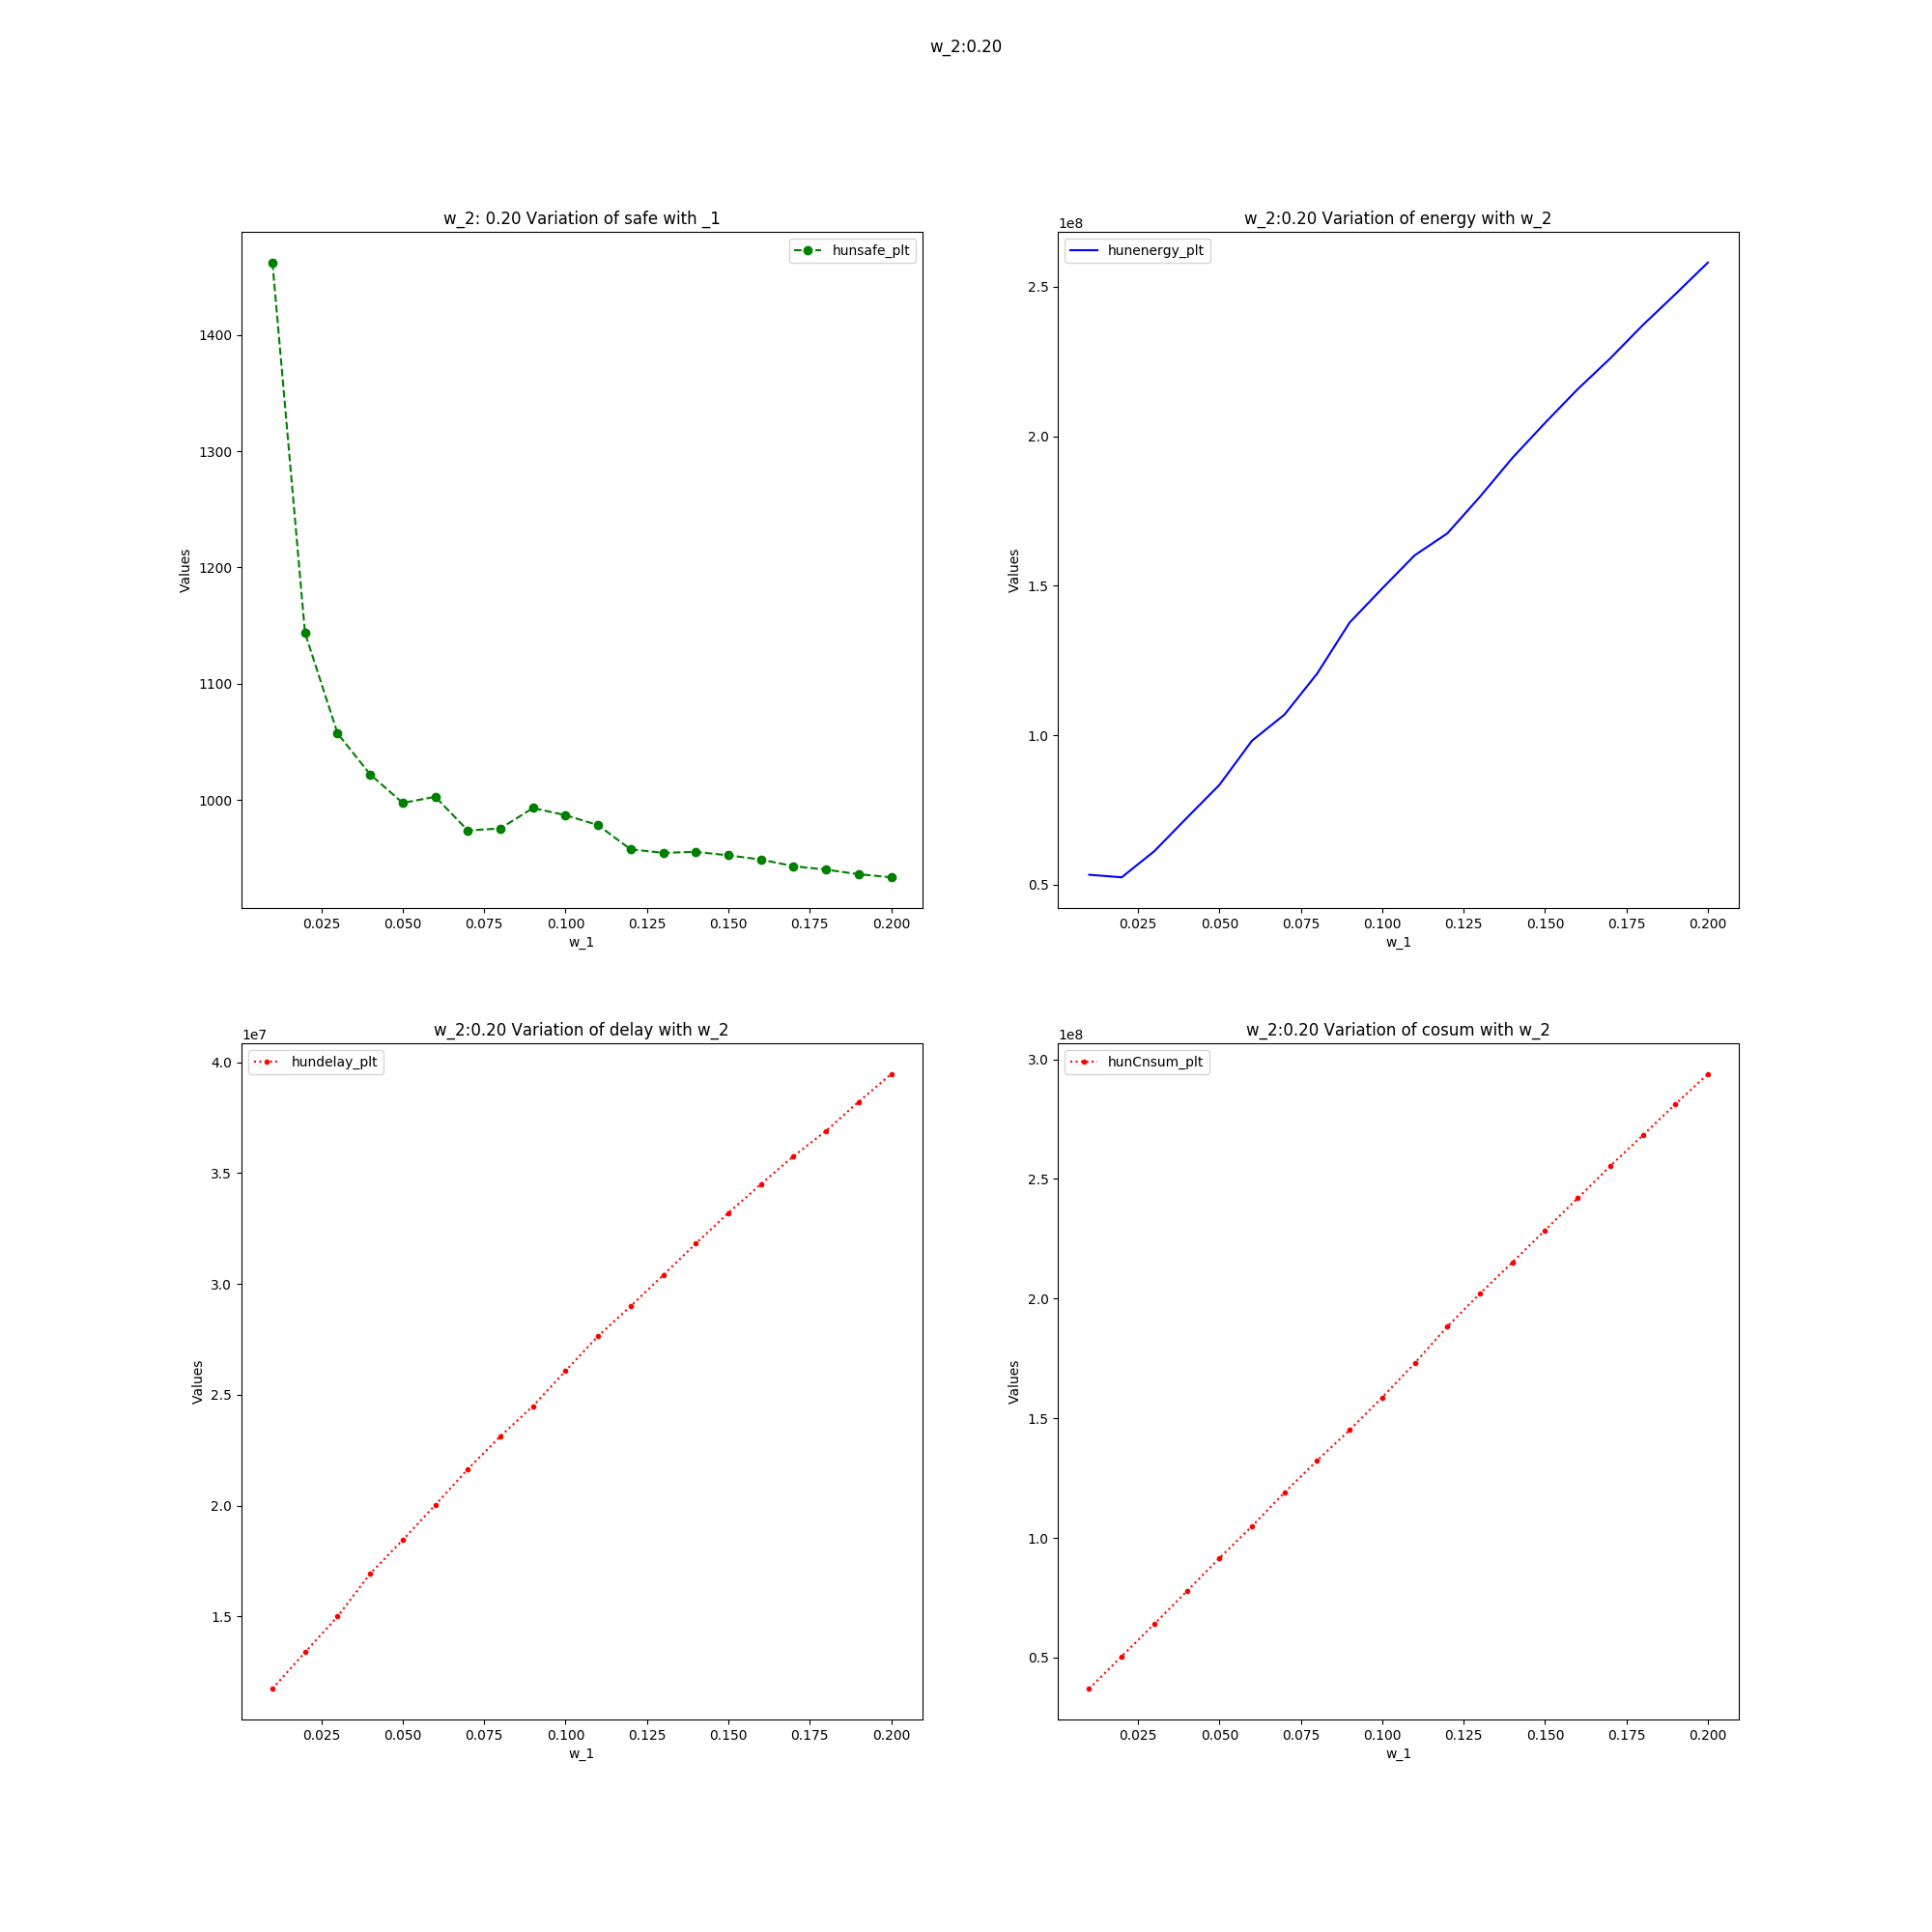 w_2:0.20
w_2: 0.20 Variation of safe with _1
hunsafe_plt
Values
1400
1300
1200
1100
1000
0.025 0.050 0.075 0.100 0.125 0.150 0.175 0.200
w_1
w_2:0.20 Variation of energy with w_2
1e8
hunenergy_plt
Values
2.5
2.0
1.5
1.0
0.5
0.025 0.050 0.075 0.100 0.125 0.150 0.175 0.200
w_1
w_2:0.20 Variation of delay with w_2
1e7
hundelay_plt
Values
4.0
3.5
3.0
2.5
2.0
1.5
0.025 0.050 0.075 0.100 0.125 0.150 0.175 0.200
w_1
w_2:0.20 Variation of cosum with w_2
1e8
hunCnsum_plt
Values
3.0
2.5
2.0
1.5
1.0
0.5
0.025 0.050 0.075 0.100 0.125 0.150 0.175 0.200
w_1